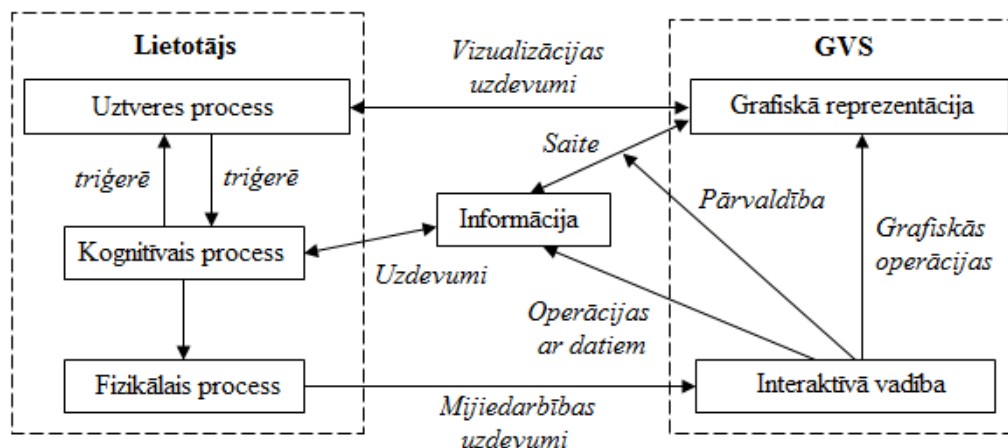 Lietotājs
GVS
Vizualizācijas
uzdevumi
Uztveres process
Grafiskā reprezentācija
Saite
triģerē
triģerē
Informācija
Pārvaldība
Kognitīvais process
Grafiskās
operācijas
Uzdevumi
Operācijas
ar datiem
Fizikālais process
Interaktīvā vadība
Mijiedarbības
uzdevumi